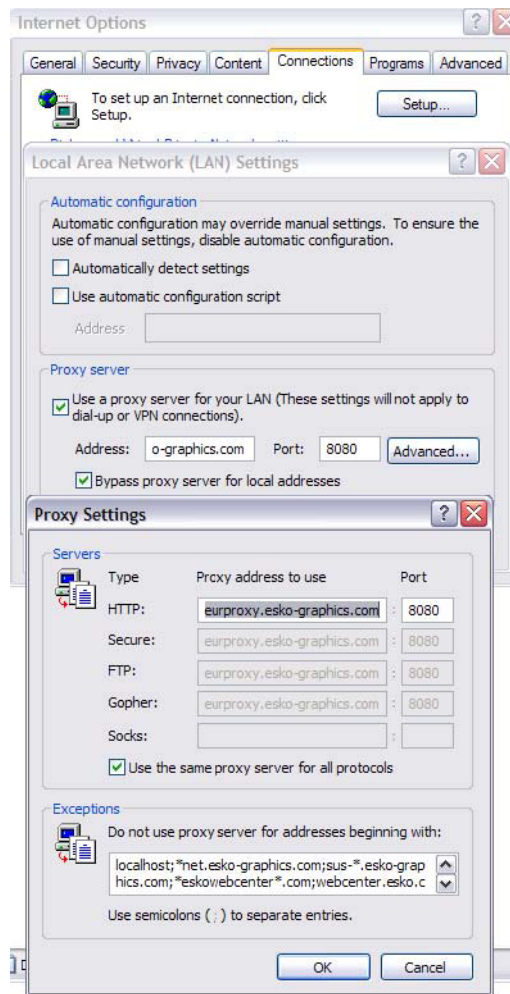 Internet Options
General Security Privacy Content Connections Programs Advanced
To set up an Internet connection, click
Setup.
Setup...
Local Area Network (LAN) Settings
Automatic configuration
Automatic configuration may override manual settings. To ensure the
use of manual settings, disable automatic configuration.
Automatically detect settings
Use automatic configuration script
Address
Proxy server
Use a proxy server for your LAN (These settings will not apply to
dial-up or VPN connections).
Address: o-graphics.com Port: 8080 Advanced...
Bypass proxy server for local addresses
Proxy Settings
Servers
Type Proxy address to use Port
HTTP: eurproxy.esko-graphics.com : 8080
Secure: eurproxy.esko-graphics.com : 8080
FTP: eurproxy.esko-graphics.com : 8080
Gopher: eurproxy.esko-graphics.com : 8080
Socks: :
Use the same proxy server for all protocols
Exceptions
Do not use proxy server for addresses beginning with:
localhost;*net.esko-graphics.com;sus-*.esko-grap
hics.com;*eskowebcenter*.com;webcenter.esko.c
Use semicolons ( ; ) to separate entries.
OK Cancel